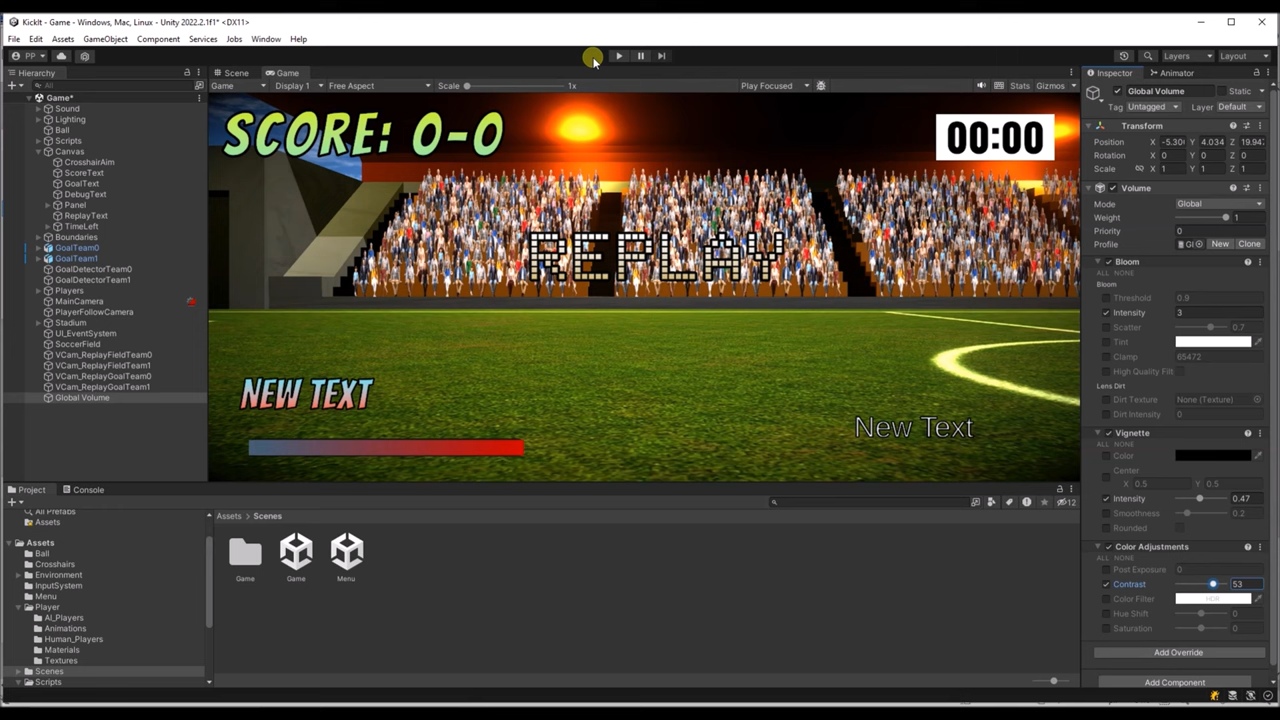 KickIt - Game - Windows, Mac, Linux - Unity 2022.2.1f1* <DX11>
File Edit Assets GameObject Component Services Jobs Window Help
PP Layers Layout
Hierarchy
All
Game*
Sound
Lighting
Ball
Scripts
Canvas
CrosshairAim
ScoreText
GoalText
DebugText
Panel
ReplayText
TimeLeft
Boundaries
GoalTeam0
GoalTeam1
GoalDetectorTeam0
GoalDetectorTeam1
Players
MainCamera
PlayerFollowCamera
Stadium
UI_EventSystem
SoccerField
VCam_ReplayFieldTeam0
VCam_ReplayFieldTeam1
VCam_ReplayGoalTeam0
VCam_ReplayGoalTeam1
Global Volume
Scene Game
Game Display 1 Free Aspect Scale 1x Play Focused Stats Gizmos
SCORE: 0-0
00:00
REPLAY
NEW TEXT
New Text
Inspector Animator
Global Volume Static
Tag Untagged Layer Default
Transform
Position X -5.30 Y 4.034 Z 19.94
Rotation X 0 Y 0 Z 0
Scale X 1 Y 1 Z 1
Volume
Mode Global
Weight 1
Priority 0
Profile Gl New Clone
Bloom
ALL NONE
Bloom
Threshold 0.9
Intensity 3
Scatter 0.7
Tint
Clamp 65472
High Quality Filt
Lens Dirt
Dirt Texture None (Texture)
Dirt Intensity 0
Vignette
ALL NONE
Color
Center
X 0.5 Y 0.5
Intensity 0.47
Smoothness 0.2
Rounded
Color Adjustments
ALL NONE
Post Exposure 0
Contrast 53
Color Filter HDR
Hue Shift 0
Saturation 0
Add Override
Add Component
Project Console
12
All Prefabs
Assets
Assets
Ball
Crosshairs
Environment
InputSystem
Menu
Player
AI_Players
Animations
Human_Players
Materials
Textures
Scenes
Scripts
Assets > Scenes
Game Game Menu